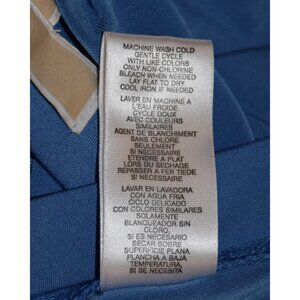 MACHINE WASH COLD
GENTLE CYCLE
WITH LIKE COLORS
ONLY NON-CHLORINE
BLEACH WHEN NEEDED
LAY FLAT TO DRY
COOL IRON IF NEEDED
LAVER EN MACHINE A
L'EAU FROIDE
CYCLE DOUX
AVEC COULEURS
SIMILAIRES
AGENT DE BLANCHIMENT
SANS CHLORE
SEULEMENT
SI NECESSAIRE
ETENDRE A PLAT
LORS DU SECHAGE
REPASSER A FER TIEDE
SI NECESSAIRE
LAVAR EN LAVADORA
CON AGUA FRIA
CICLO DELICADO
CON COLORES SIMILARES
SOLAMENTE
BLANQUEADOR SIN
CLORO,
SI ES NECESARIO
SECAR SOBRE
SUPERFICIE PLANA
PLANCHA A BAJA
TEMPERATURA,
SI SE NECESITA